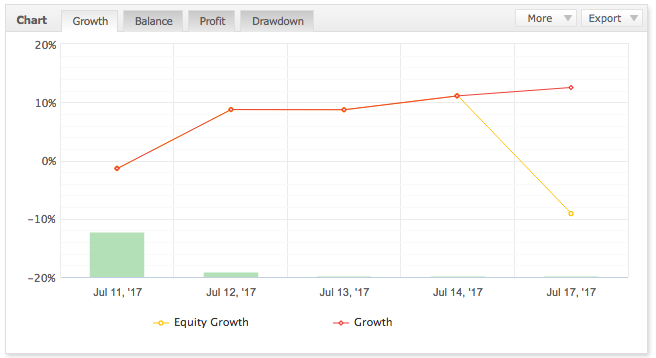 Chart Growth Balance Profit Drawdown More Export
20%
10%
0%
-10%
-20%
Jul 11, '17 Jul 12, '17 Jul 13, '17 Jul 14, '17 Jul 17, '17
Equity Growth Growth